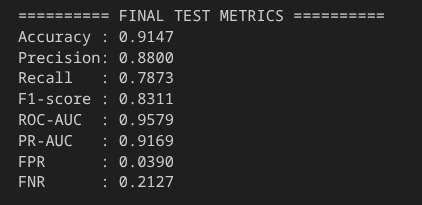 ========== FINAL TEST METRICS ==========
Accuracy : 0.9147
Precision: 0.8800
Recall   : 0.7873
F1-score : 0.8311
ROC-AUC  : 0.9579
PR-AUC   : 0.9169
FPR      : 0.0390
FNR      : 0.2127